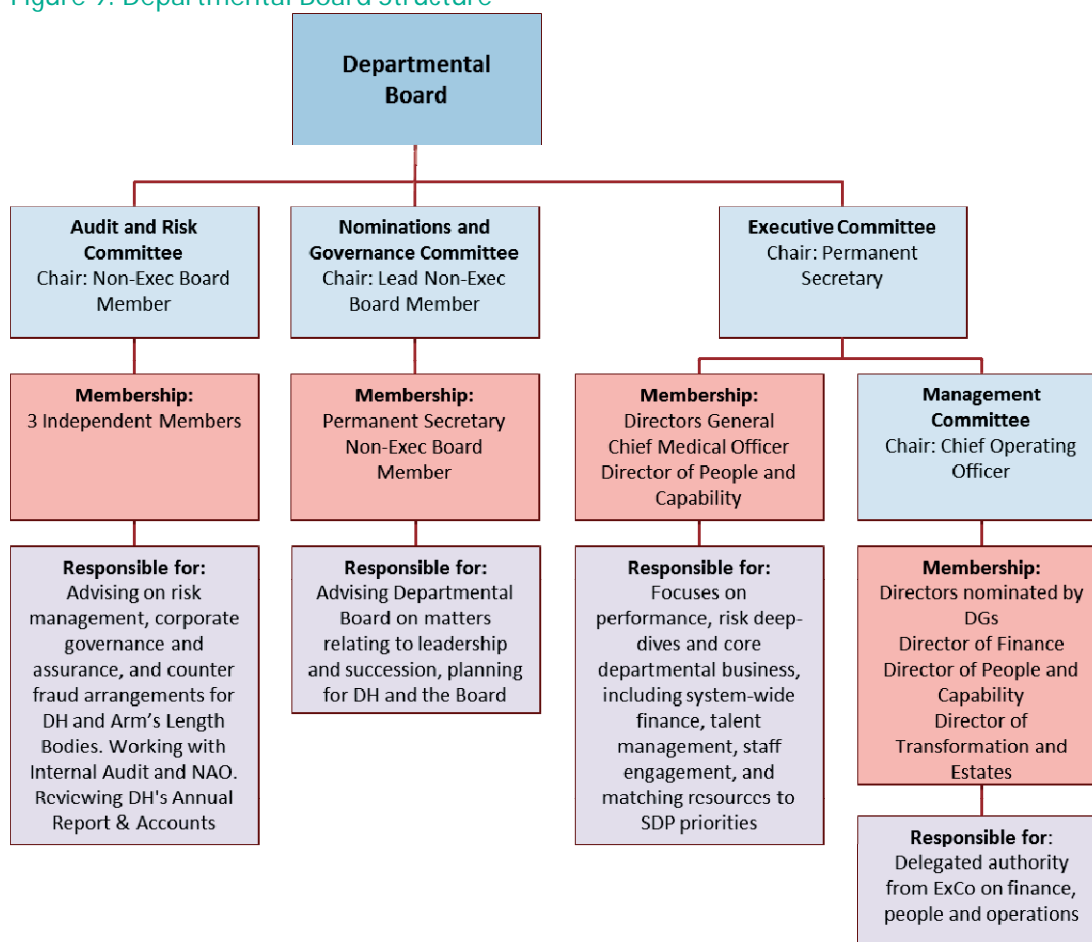 Figure 9: Departmental Board Structure
Departmental
Board
Audit and Risk
Committee
Chair: Non-Exec Board
Member
Nominations and
Governance Committee
Chair: Lead Non-Exec
Board Member
Executive Committee
Chair: Permanent
Secretary
Membership:
3 Independent Members
Membership:
Permanent Secretary
Non-Exec Board
Member
Membership:
Directors General
Chief Medical Officer
Director of People and
Capability
Management
Committee
Chair: Chief Operating
Officer
Responsible for:
Advising on risk
management, corporate
governance and
assurance, and counter
fraud arrangements for
DH and Arm's Length
Bodies. Working with
Internal Audit and NAO.
Reviewing DH's Annual
Report & Accounts
Responsible for:
Advising Departmental
Board on matters
relating to leadership
and succession, planning
for DH and the Board
Responsible for:
Focuses on
performance, risk deep-
dives and core
departmental business,
including system-wide
finance, talent
management, staff
engagement, and
matching resources to
SDP priorities
Membership:
Directors nominated by
DGs
Director of Finance
Director of People and
Capability
Director of
Transformation and
Estates
Responsible for:
Delegated authority
from ExCo on finance,
people and operations